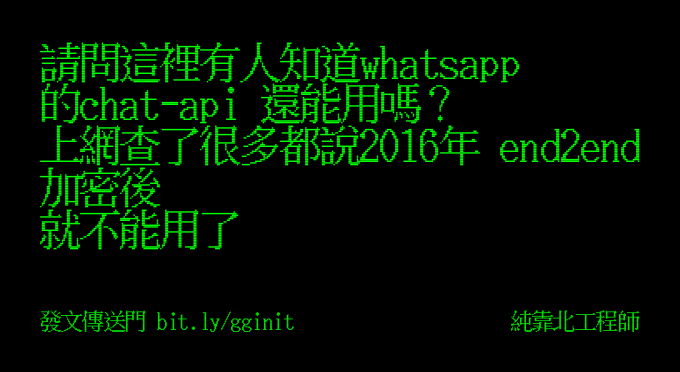 請問這裡有人知道whatsapp
的chat-api 還能用嗎？
上網查了很多都說2016年 end2end
加密後
就不能用了
發文傳送門 bit.ly/gginit
純靠北工程師